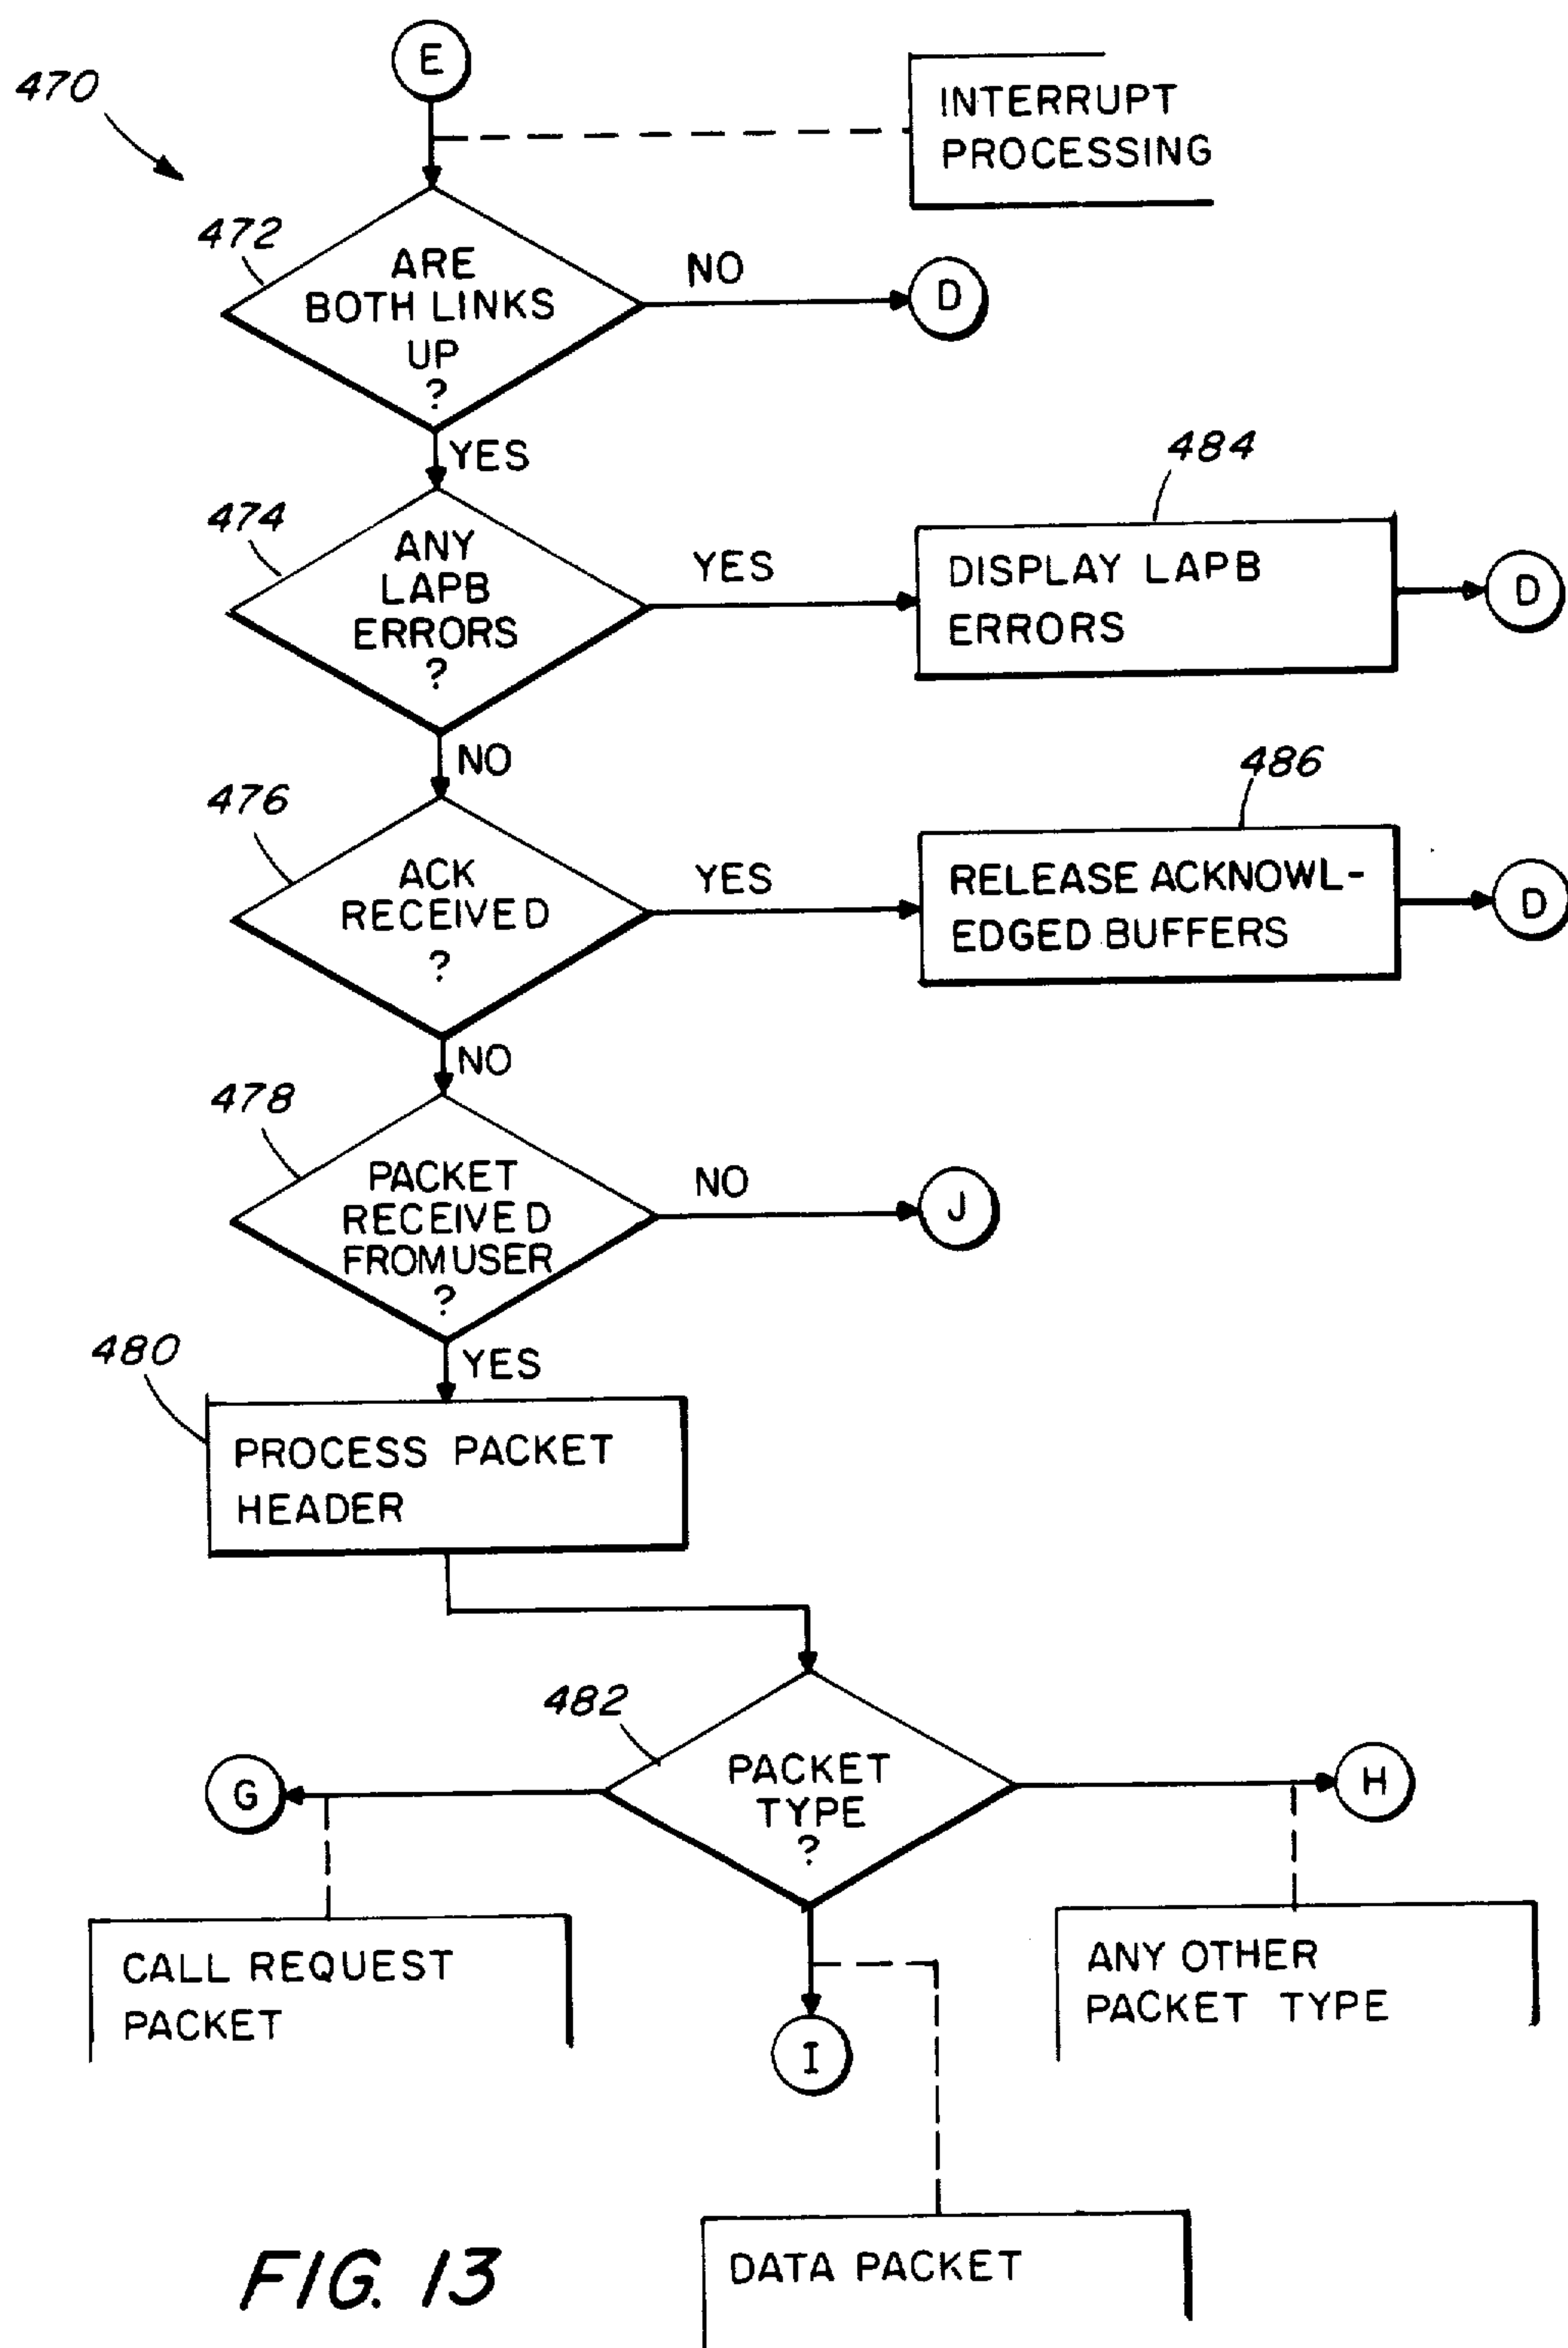 E
470
INTERRUPT
PROCESSING
472
ARE
BOTH LINKS
UP
?
NO
D
YES
484
474
ANY
LAPB
ERRORS
?
YES
DISPLAY LAPB
ERRORS
D
NO
486
476
ACK
RECEIVED
?
YES
RELEASE ACKNOWL-
EDGED BUFFERS
D
NO
478
PACKET
RECEIVED
FROM USER
?
NO
J
480
YES
PROCESS PACKET
HEADER
482
PACKET
TYPE
?
G
H
CALL REQUEST
PACKET
I
ANY OTHER
PACKET TYPE
DATA PACKET
FIG. 13